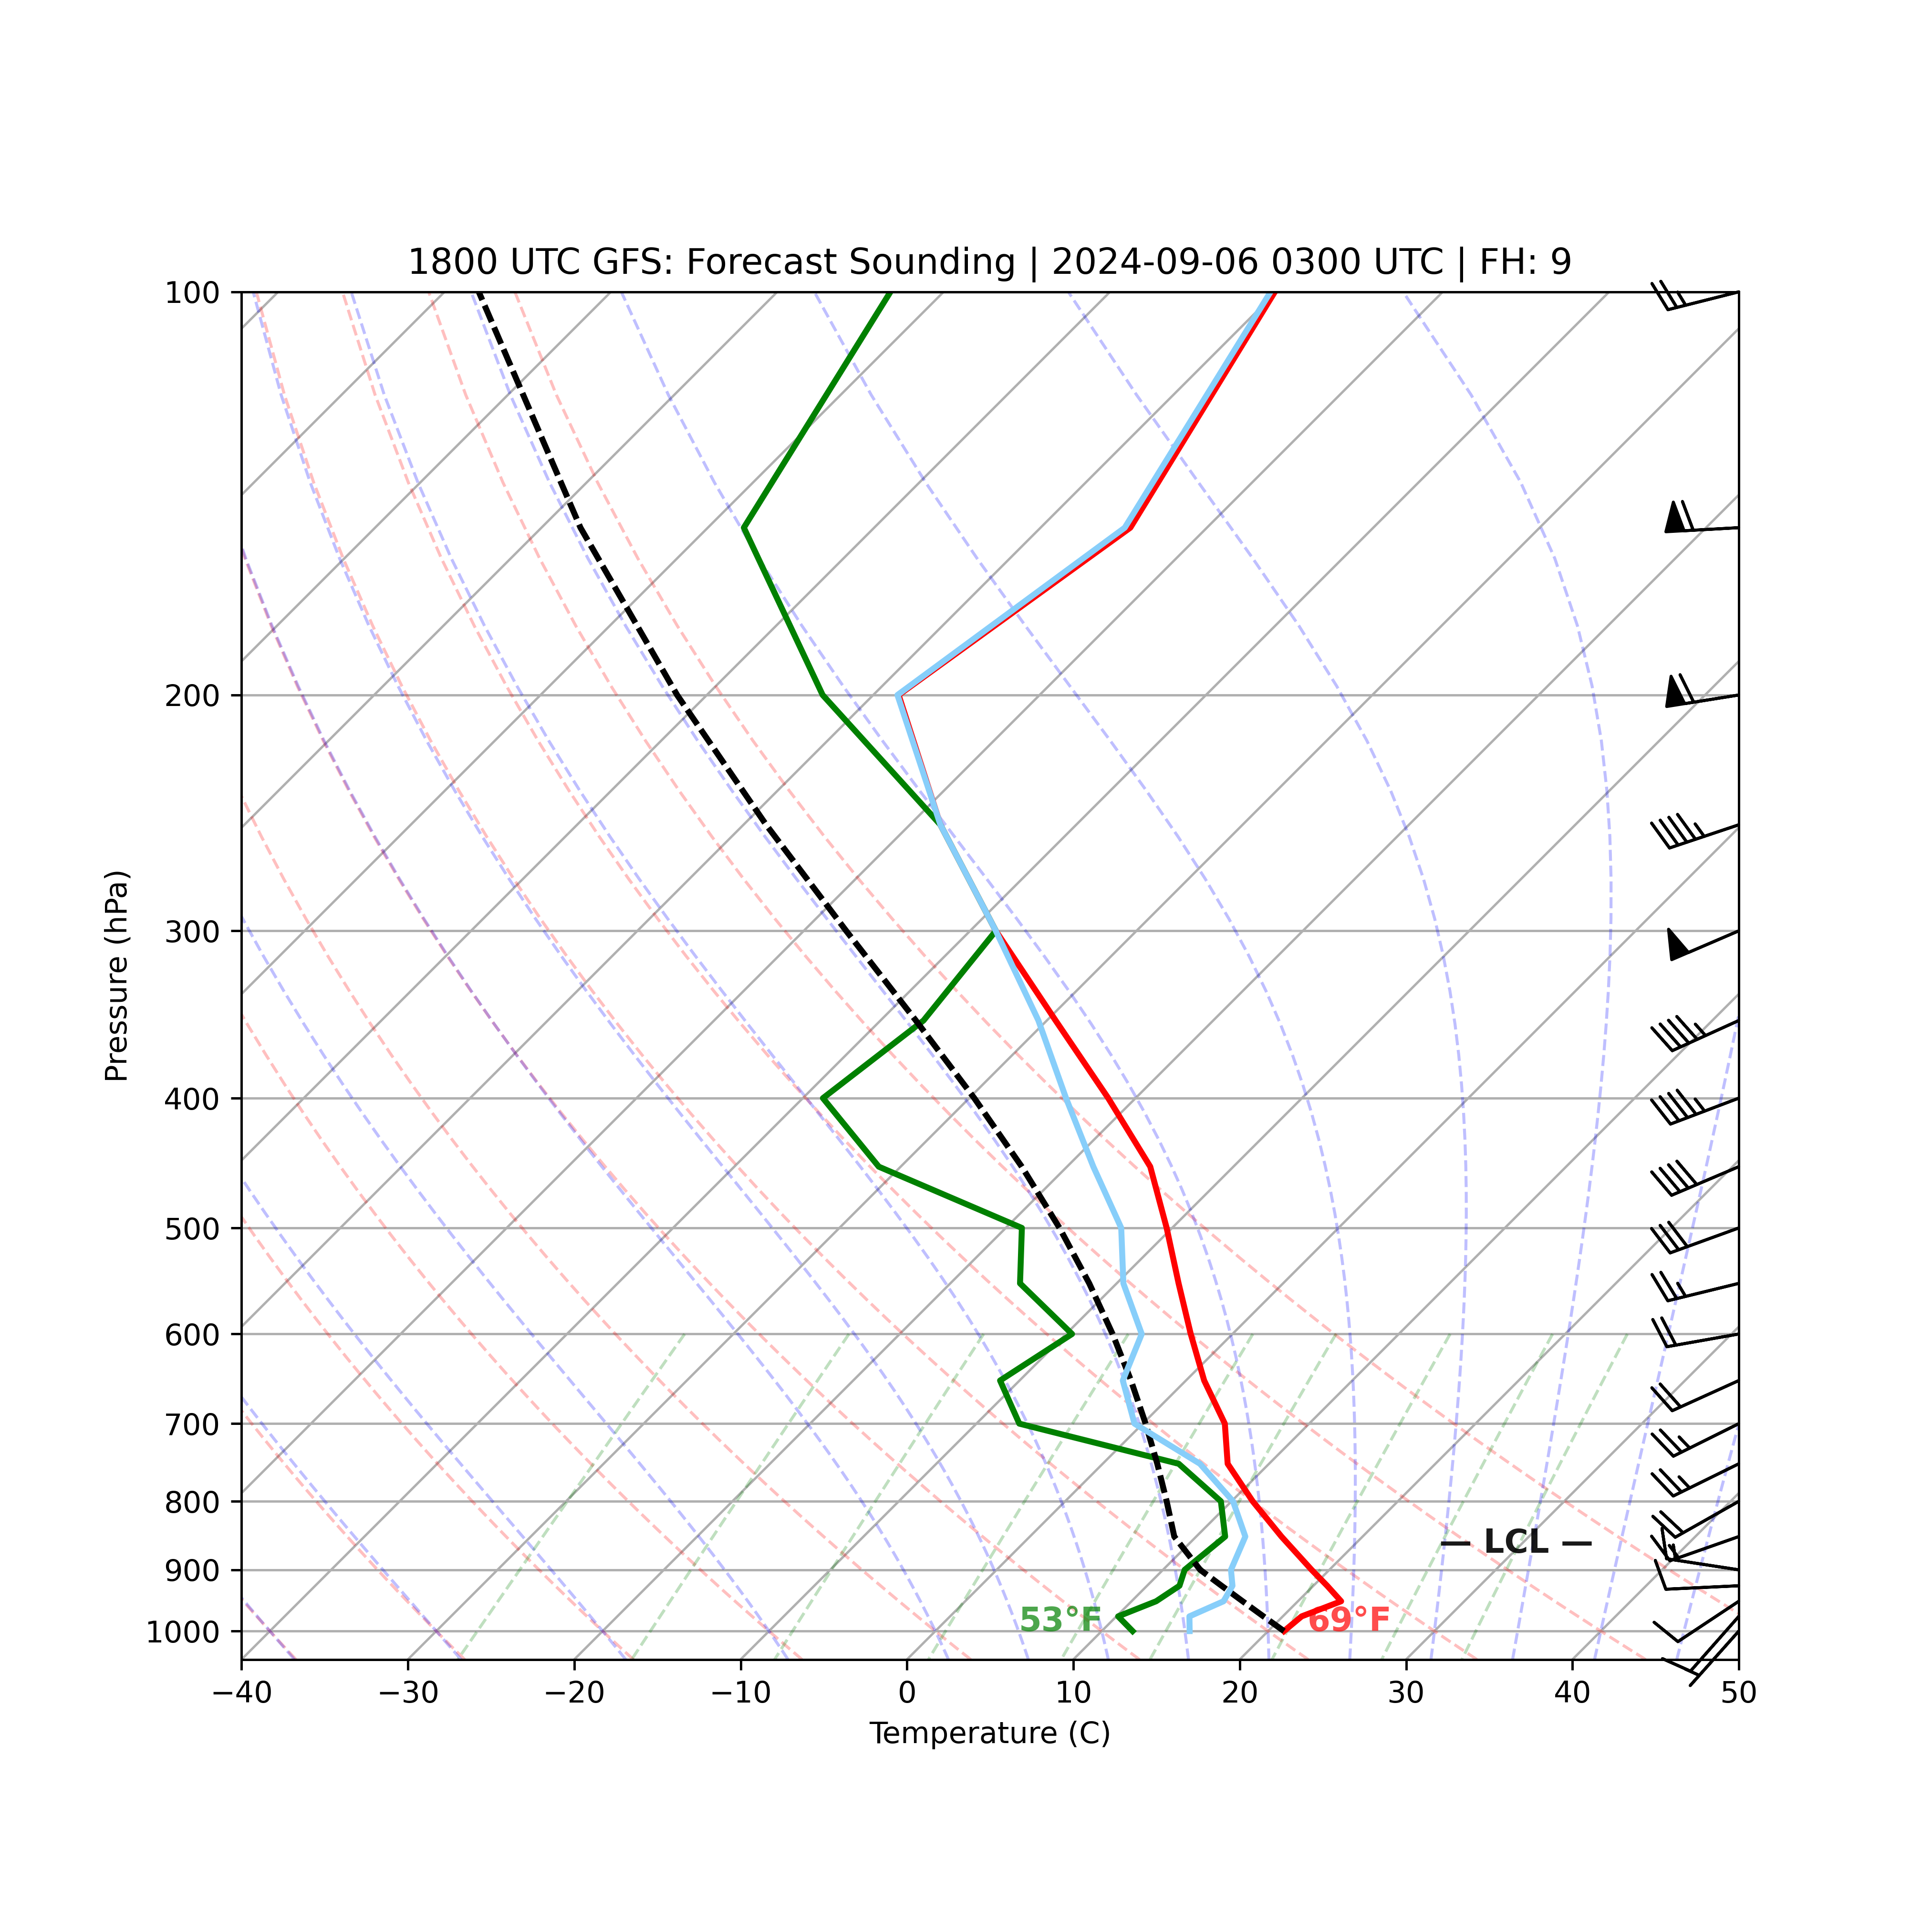 1800 UTC GFS: Forecast Sounding | 2024-09-06 0300 UTC | FH: 9
100
200
300
400
500
600
700
800
900
1000
Pressure (hPa)
— LCL —
53°F
69°F
−40 −30 −20 −10 0 10 20 30 40 50
Temperature (C)